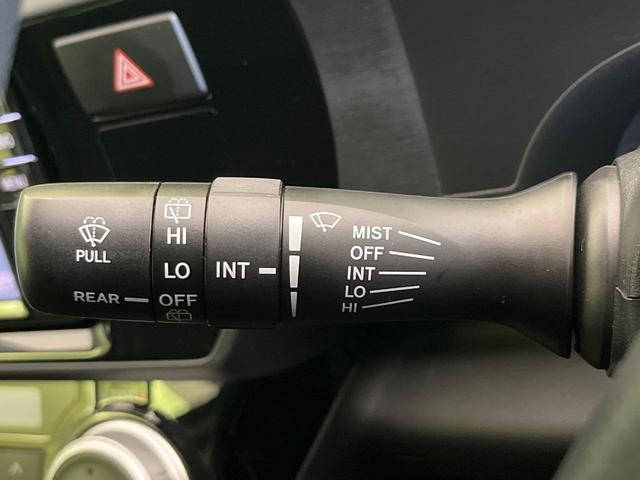 PULL
REAR
HI
LO
OFF
INT
MIST
OFF
INT
LO
HI